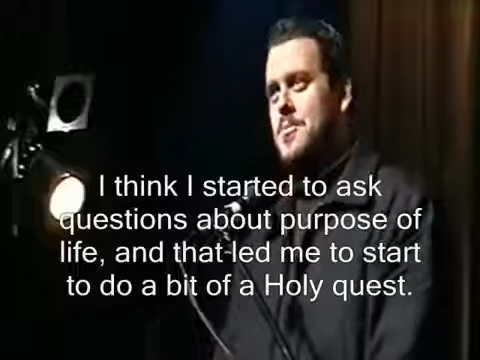 I think I started to ask
questions about purpose of
life, and that led me to start
to do a bit of a Holy quest.